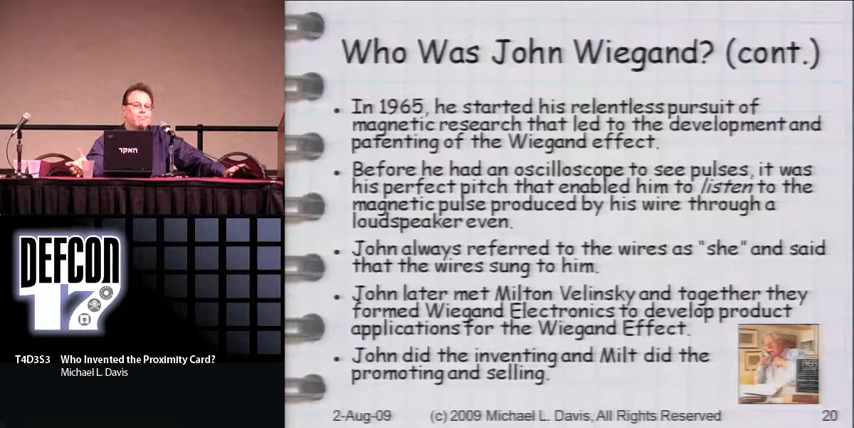 Who Was John Wiegand? (cont.)
• In 1965, he started his relentless pursuit of
magnetic research that led to the development and
patenting of the Wiegand effect.
• Before he had an oscilloscope to see pulses, it was
his perfect pitch that enabled him to listen to the
magnetic pulse produced by his wire through a
loudspeaker even.
• John always referred to the wires as "she" and said
that the wires sung to him.
• John later met Milton Velinsky and together they
formed Wiegand Electronics to develop product
applications for the Wiegand Effect.
• John did the inventing and Milt did the
promoting and selling.
2-Aug-09 (c) 2009 Michael L. Davis, All Rights Reserved 20
האקר
DEFCON
17
T4D3S3 Who Invented the Proximity Card?
Michael L. Davis